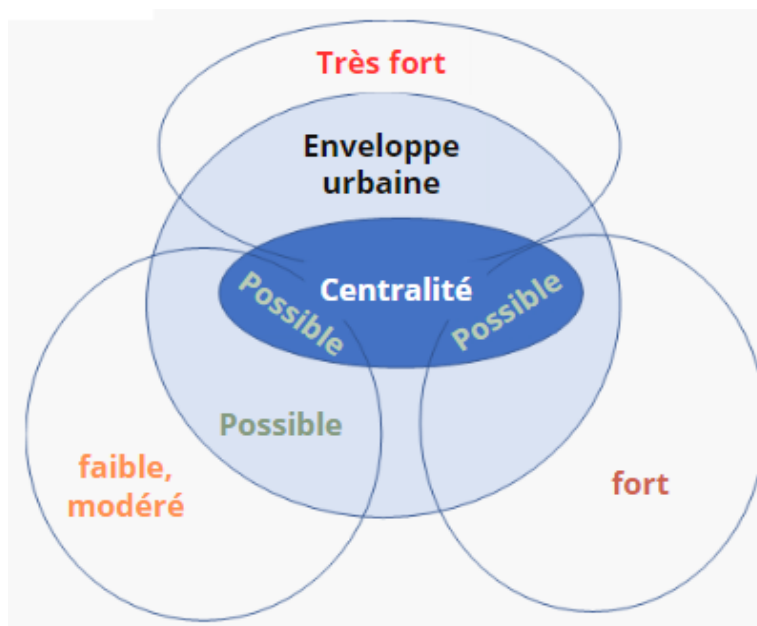 Très fort
Enveloppe
urbaine
Centralité
Possible
Possible
Possible
faible,
modéré
fort